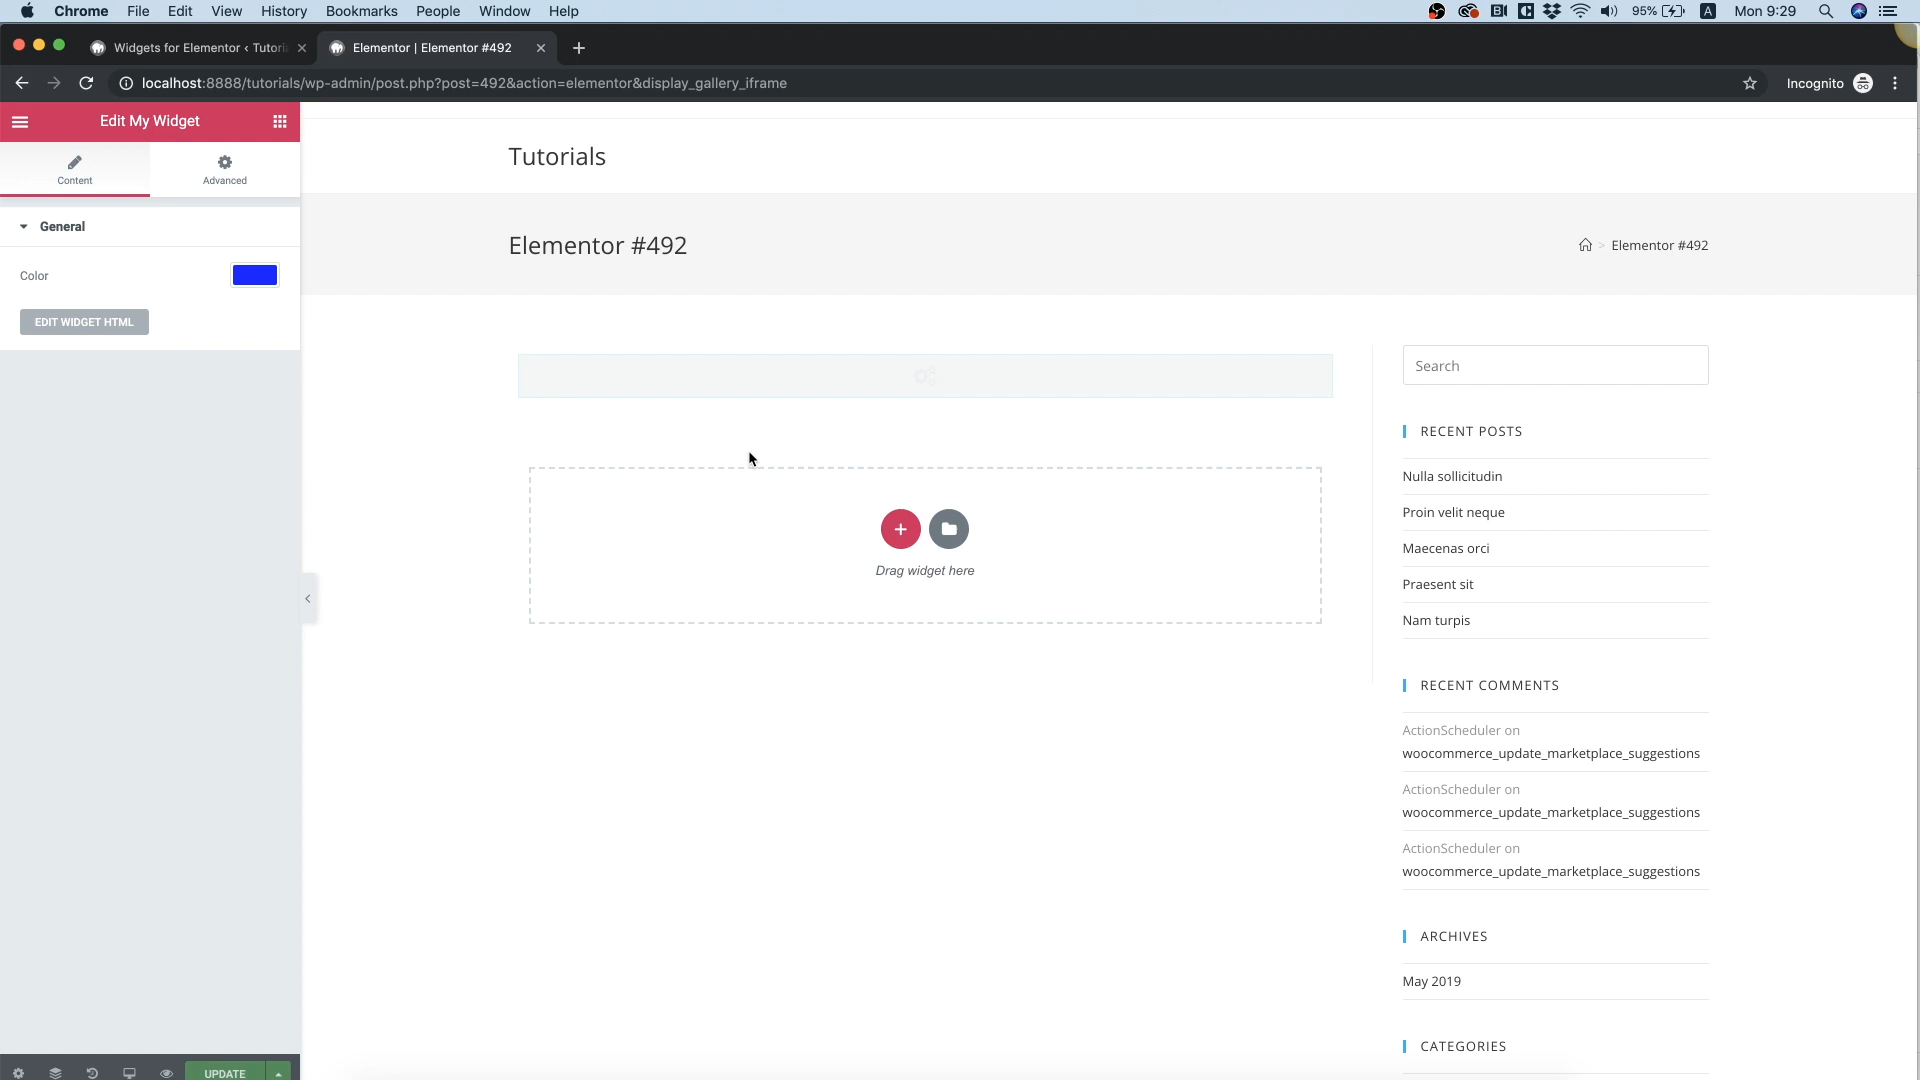 Chrome File Edit View History Bookmarks People Window Help 95% A Mon 9:29
Widgets for Elementor ‹ Tutori Elementor | Elementor #492
localhost:8888/tutorials/wp-admin/post.php?post=492&action=elementor&display_gallery_iframe Incognito
Edit My Widget
Content Advanced
General
Color
EDIT WIDGET HTML
UPDATE
Tutorials
Elementor #492
> Elementor #492
Drag widget here
Search
RECENT POSTS
Nulla sollicitudin
Proin velit neque
Maecenas orci
Praesent sit
Nam turpis
RECENT COMMENTS
ActionScheduler on
woocommerce_update_marketplace_suggestions
ActionScheduler on
woocommerce_update_marketplace_suggestions
ActionScheduler on
woocommerce_update_marketplace_suggestions
ARCHIVES
May 2019
CATEGORIES